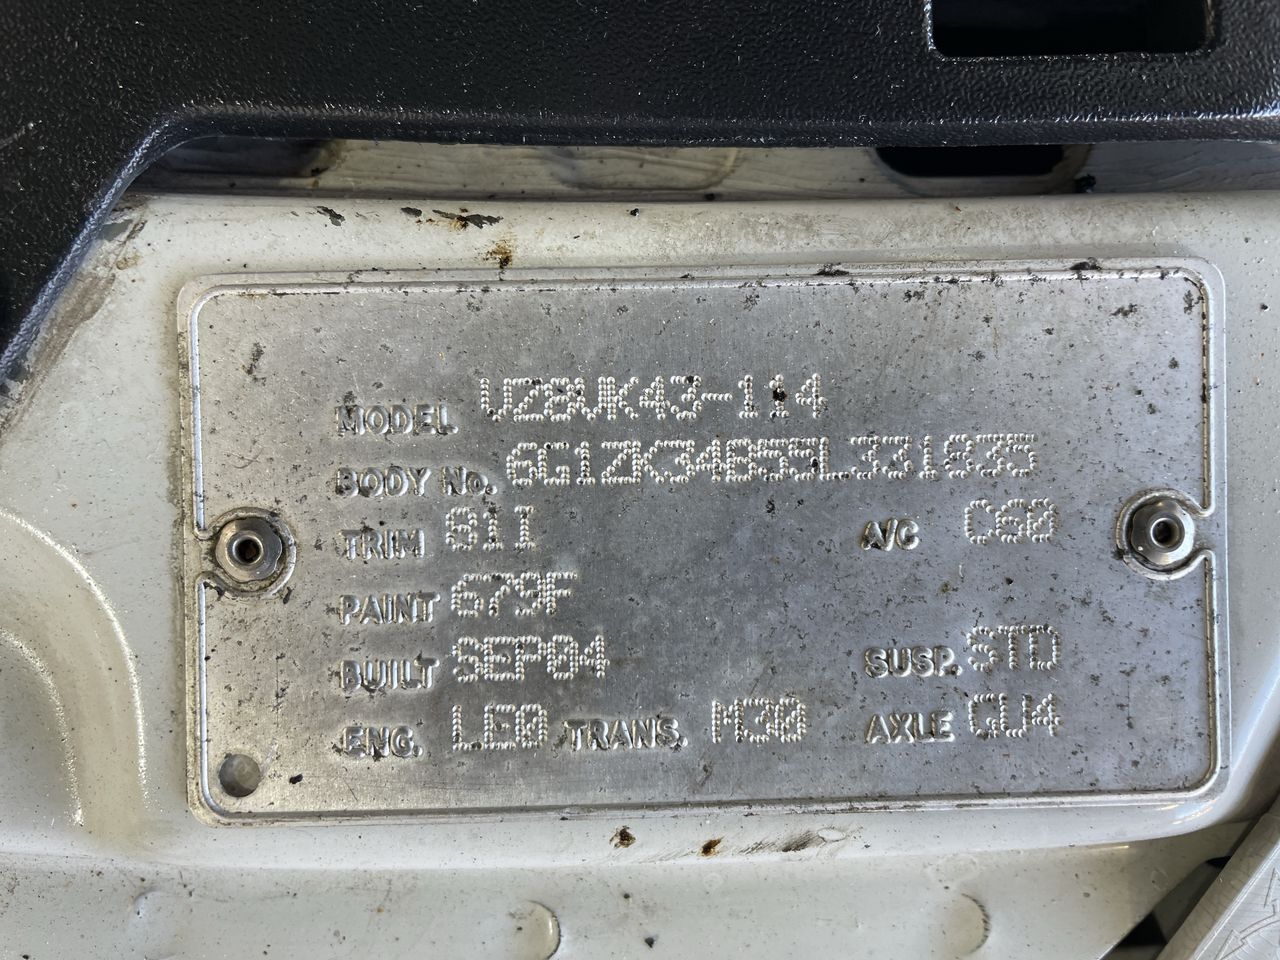 MODEL VZ8VK43-114
BODY No. 6G1ZK34B55L331835
TRIM 81I A/C C60
PAINT 679F
BUILT SEP04 SUSP. STD
ENG. LE0 TRANS. M30 AXLE GU4